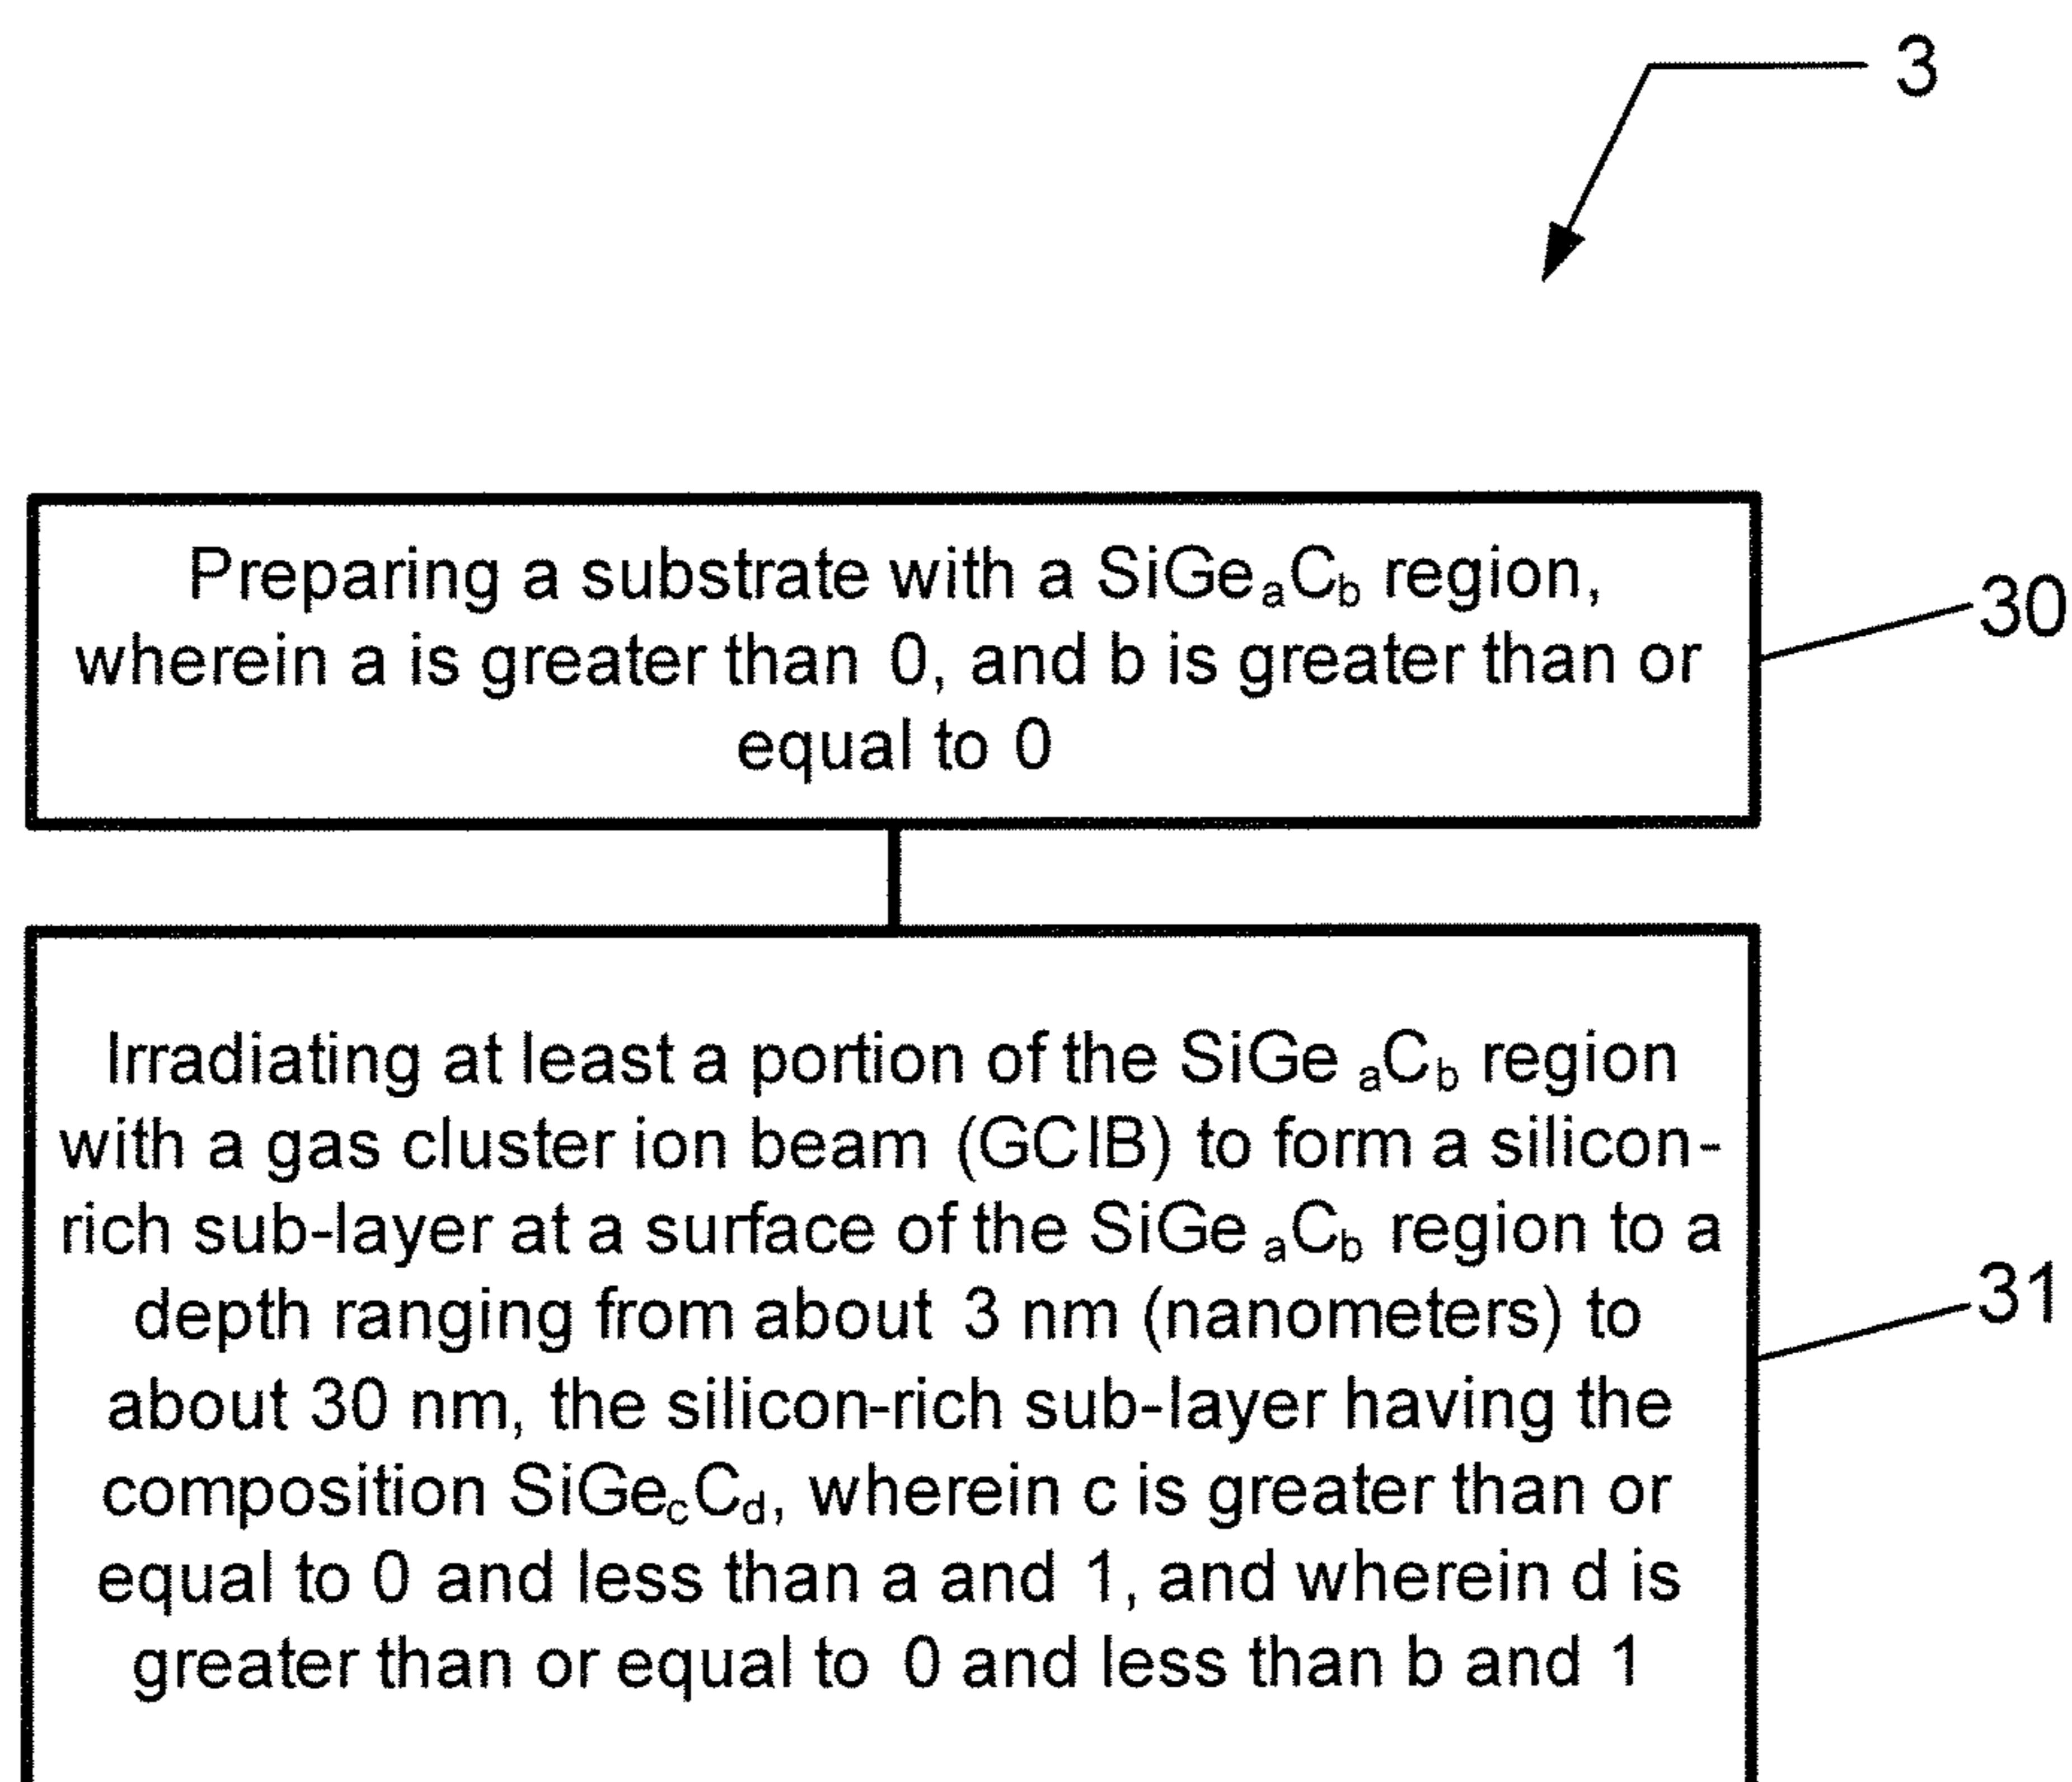 3
Preparing a substrate with a SiGeaCb region,
wherein a is greater than 0, and b is greater than or
equal to 0
30
Irradiating at least a portion of the SiGe aCb region
with a gas cluster ion beam (GCIB) to form a silicon-
rich sub-layer at a surface of the SiGe aCb region to a
depth ranging from about 3 nm (nanometers) to
about 30 nm, the silicon-rich sub-layer having the
composition SiGecCd, wherein c is greater than or
equal to 0 and less than a and 1, and wherein d is
greater than or equal to 0 and less than b and 1
31